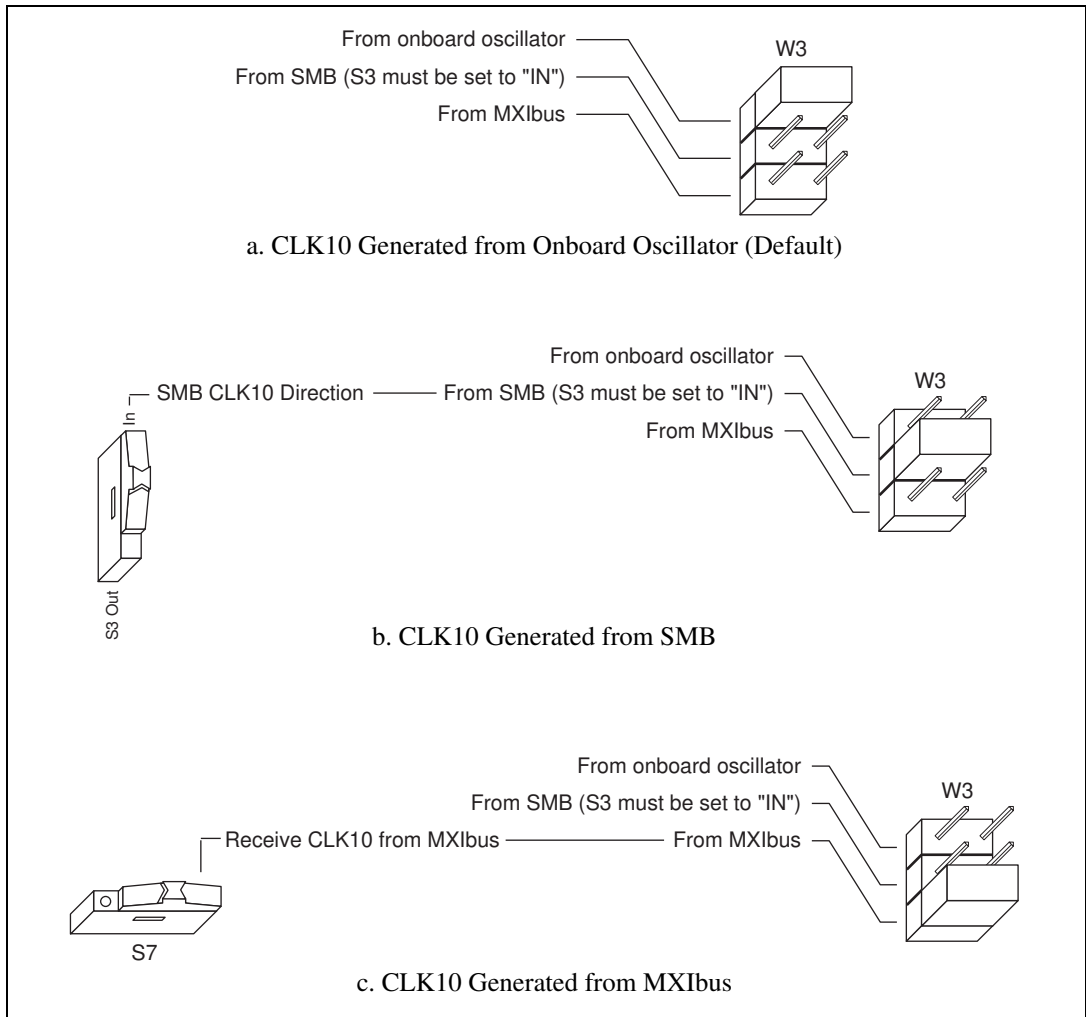 From onboard oscillator
W3
From SMB (S3 must be set to "IN")
From MXIbus
a. CLK10 Generated from Onboard Oscillator (Default)
From onboard oscillator
W3
In
SMB CLK10 Direction
From SMB (S3 must be set to "IN")
From MXIbus
S3 Out
b. CLK10 Generated from SMB
From onboard oscillator
W3
From SMB (S3 must be set to "IN")
Receive CLK10 from MXIbus
From MXIbus
S7
c. CLK10 Generated from MXIbus